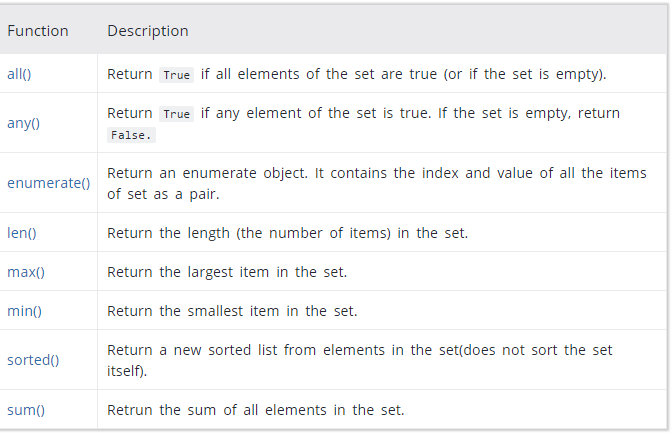 Function Description
all() Return True if all elements of the set are true (or if the set is empty).
any() Return True if any element of the set is true. If the set is empty, return
False.
enumerate() Return an enumerate object. It contains the index and value of all the items
of set as a pair.
len() Return the length (the number of items) in the set.
max() Return the largest item in the set.
min() Return the smallest item in the set.
sorted() Return a new sorted list from elements in the set(does not sort the set
itself).
sum() Retrun the sum of all elements in the set.